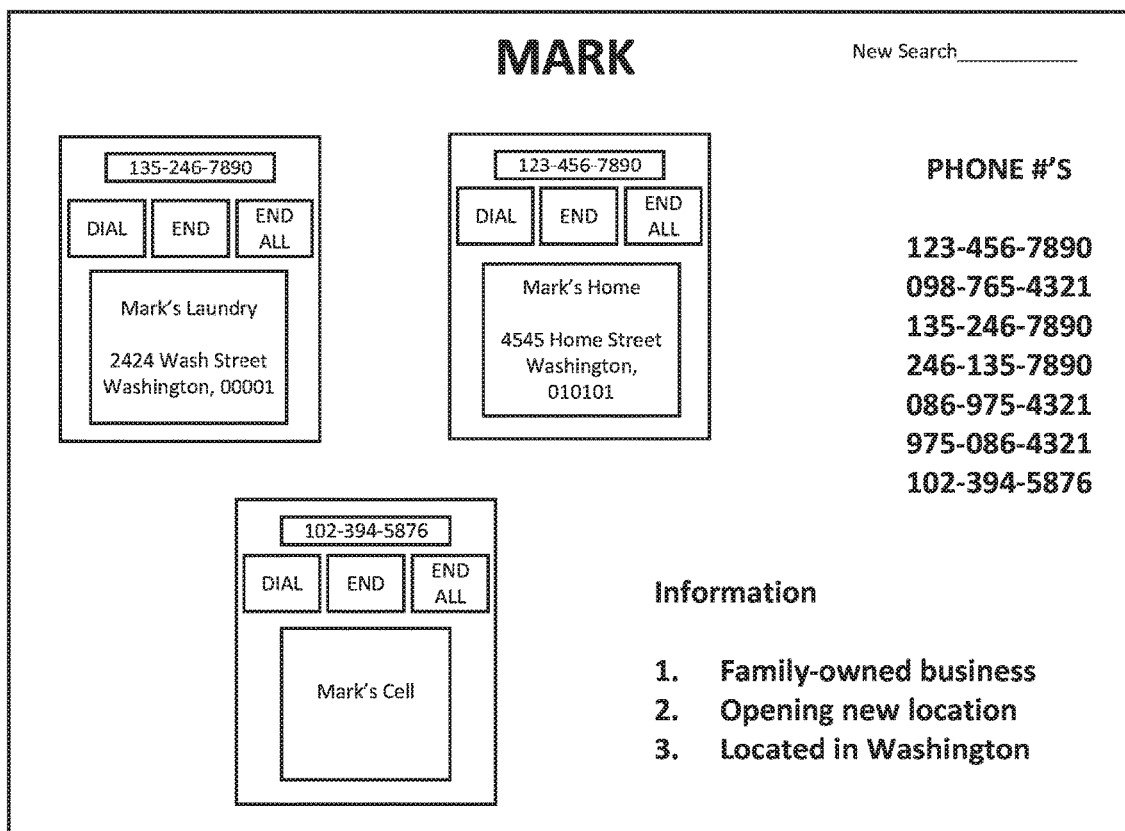 MARK
New Search____________
135-246-7890
DIAL
END
END
ALL
Mark's Laundry
2424 Wash Street
Washington, 00001
123-456-7890
DIAL
END
END
ALL
Mark's Home
4545 Home Street
Washington,
010101
102-394-5876
DIAL
END
END
ALL
Mark's Cell
PHONE #'S
123-456-7890
098-765-4321
135-246-7890
246-135-7890
086-975-4321
975-086-4321
102-394-5876
Information
1. Family-owned business
2. Opening new location
3. Located in Washington